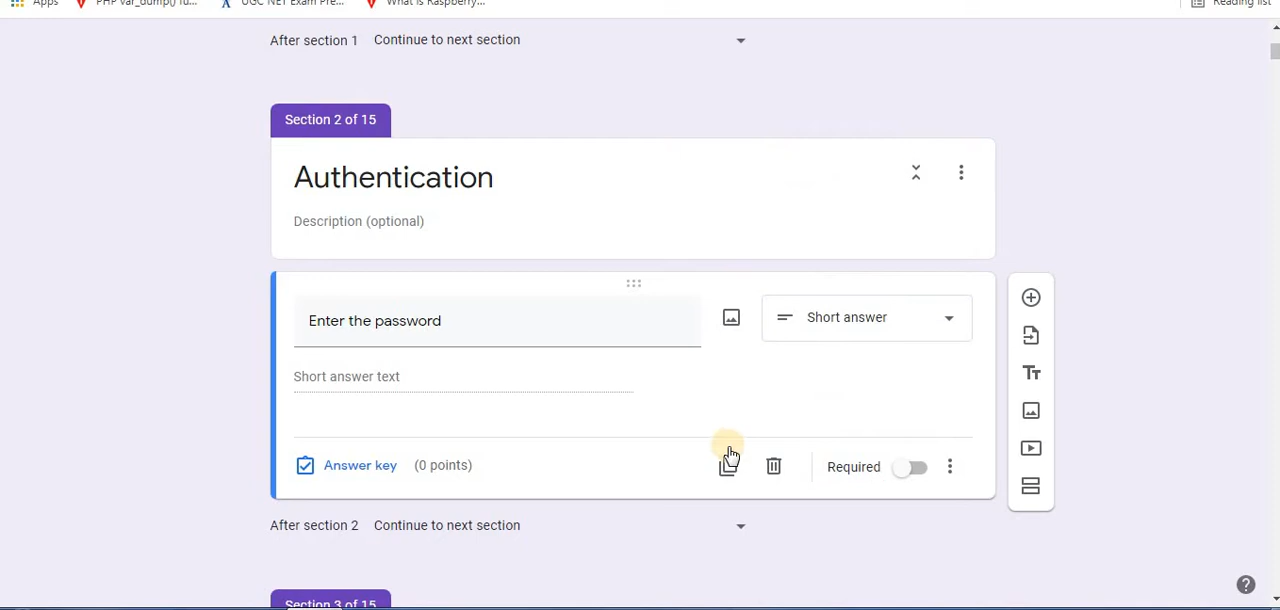 Apps PHP var_dump() fu... UGC NET Exam Pre... What is Raspberry... Reading list
After section 1 Continue to next section
Section 2 of 15
Authentication
Description (optional)
Enter the password
Short answer
Short answer text
Answer key (0 points)
Required
After section 2 Continue to next section
Section 3 of 15